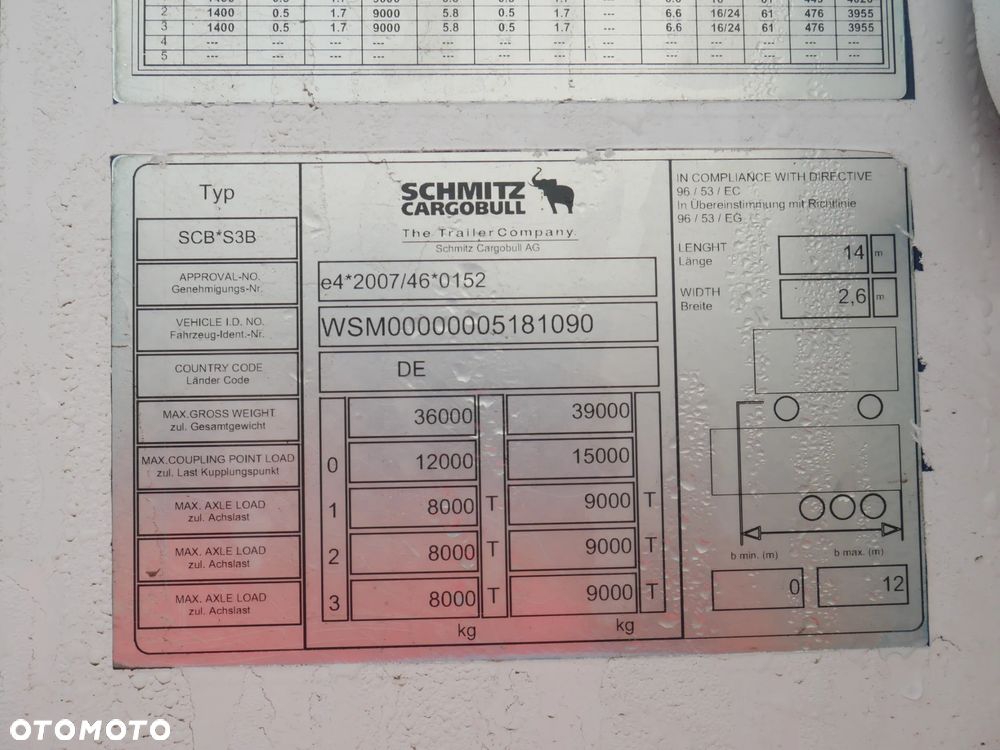 2 1400 0.5 1.7 9000 5.8 0.5 1.7 --- 6.6 16/24 61 476 3955
3 1400 0.5 1.7 9000 5.8 0.5 1.7 --- 6.6 16/24 61 476 3955
4 --- --- --- --- --- --- --- --- --- --- --- --- ---
5 --- --- --- --- --- --- --- --- --- --- --- --- ---
Typ
SCB*S3B
APPROVAL-NO.
Genehmigungs-Nr.
VEHICLE I.D. NO.
Fahrzeug-Ident.-Nr.
COUNTRY CODE
Länder Code
MAX.GROSS WEIGHT
zul. Gesamtgewicht
MAX.COUPLING POINT LOAD
zul. Last Kupplungspunkt
MAX. AXLE LOAD
zul. Achslast
MAX. AXLE LOAD
zul. Achslast
MAX. AXLE LOAD
zul. Achslast
SCHMITZ
CARGOBULL
The TrailerCompany.
Schmitz Cargobull AG
e4*2007/46*0152
WSM00000005181090
DE
36000 39000
0 12000 15000
1 8000 T 9000 T
2 8000 T 9000 T
3 8000 T 9000 T
kg kg
IN COMPLIANCE WITH DIRECTIVE
96 / 53 / EC
In Übereinstimmung mit Richtlinie
96 / 53 / EG
LENGHT
Länge
14 m
WIDTH
Breite
2,6 m
b min. (m) b max. (m)
0 12
OTOMOTO